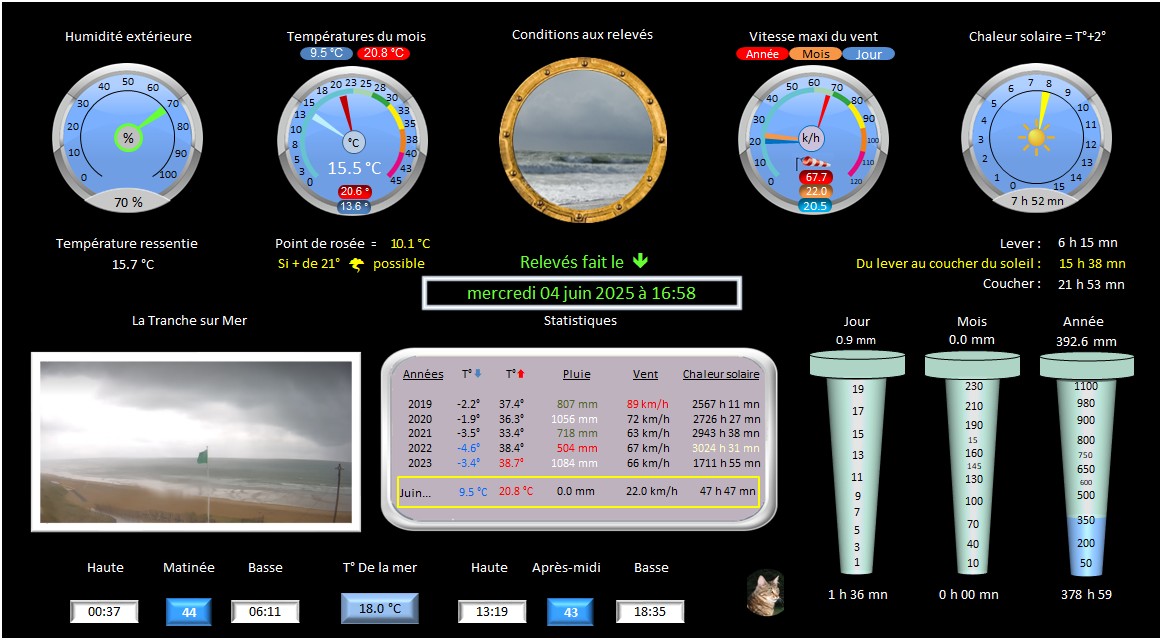 Humidité extérieure
Températures du mois
Conditions aux relevés
Vitesse maxi du vent
Chaleur solaire = T°+2°
9.5 °C 20.8 °C
Année Mois Jour
0 10 20 30 40 50 60 70 80 90 100
%
70 %
0 3 5 8 10 13 15 18 20 23 25 28 30 33 35 38 40 43 45
°C
15.5 °C
20.6 °
13.6 °
0 10 20 30 40 50 60 70 80 90 100 110 120
k/h
67.7
22.0
20.5
0 1 2 3 4 5 6 7 8 9 10 11 12 13 14 15
7 h 52 mn
Température ressentie
15.7 °C
Point de rosée = 10.1 °C
Si + de 21° possible
Relevés fait le
mercredi 04 juin 2025 à 16:58
Lever : 6 h 15 mn
Du lever au coucher du soleil : 15 h 38 mn
Coucher : 21 h 53 mn
La Tranche sur Mer
Statistiques
Années T° T° Pluie Vent Chaleur solaire
2019 -2.2° 37.4° 807 mm 89 km/h 2567 h 11 mn
2020 -1.9° 36.3° 1056 mm 72 km/h 2726 h 27 mn
2021 -3.5° 33.4° 718 mm 63 km/h 2943 h 38 mn
2022 -4.6° 38.4° 504 mm 67 km/h 3024 h 31 mn
2023 -3.4° 38.7° 1084 mm 66 km/h 1711 h 55 mn
Juin... 9.5 °C 20.8 °C 0.0 mm 22.0 km/h 47 h 47 mn
Jour
0.9 mm
19
17
15
13
11
9
7
5
3
1
1 h 36 mn
Mois
0.0 mm
230
210
190
15
160
145
130
100
70
40
10
0 h 00 mn
Année
392.6 mm
1100
980
900
800
750
650
600
500
350
200
50
378 h 59
Haute Matinée Basse T° De la mer Haute Après-midi Basse
00:37 44 06:11 18.0 °C 13:19 43 18:35